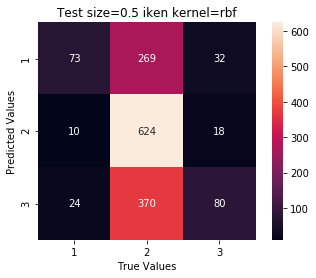 Test size=0.5 iken kernel=rbf
Predicted Values
1 73 269 32
2 10 624 18
3 24 370 80
1 2 3
True Values
600
500
400
300
200
100